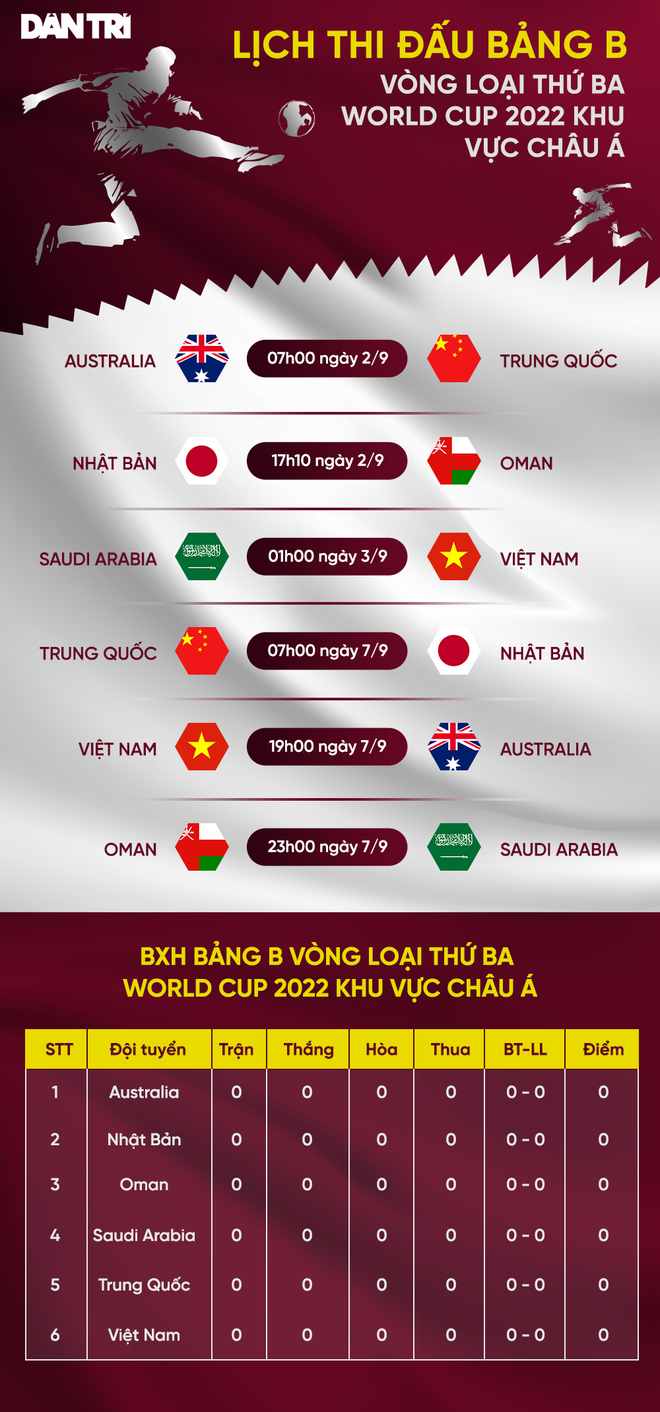 DÂN TRÍ
LỊCH THI ĐẤU BẢNG B
VÒNG LOẠI THỨ BA
WORLD CUP 2022 KHU
VỰC CHÂU Á
AUSTRALIA 07h00 ngày 2/9 TRUNG QUỐC
NHẬT BẢN 17h10 ngày 2/9 OMAN
SAUDI ARABIA 01h00 ngày 3/9 VIỆT NAM
TRUNG QUỐC 07h00 ngày 7/9 NHẬT BẢN
VIỆT NAM 19h00 ngày 7/9 AUSTRALIA
OMAN 23h00 ngày 7/9 SAUDI ARABIA
BXH BẢNG B VÒNG LOẠI THỨ BA
WORLD CUP 2022 KHU VỰC CHÂU Á
STT Đội tuyển Trận Thắng Hòa Thua BT-LL Điểm
1 Australia 0 0 0 0 0 - 0 0
2 Nhật Bản 0 0 0 0 0 - 0 0
3 Oman 0 0 0 0 0 - 0 0
4 Saudi Arabia 0 0 0 0 0 - 0 0
5 Trung Quốc 0 0 0 0 0 - 0 0
6 Việt Nam 0 0 0 0 0 - 0 0